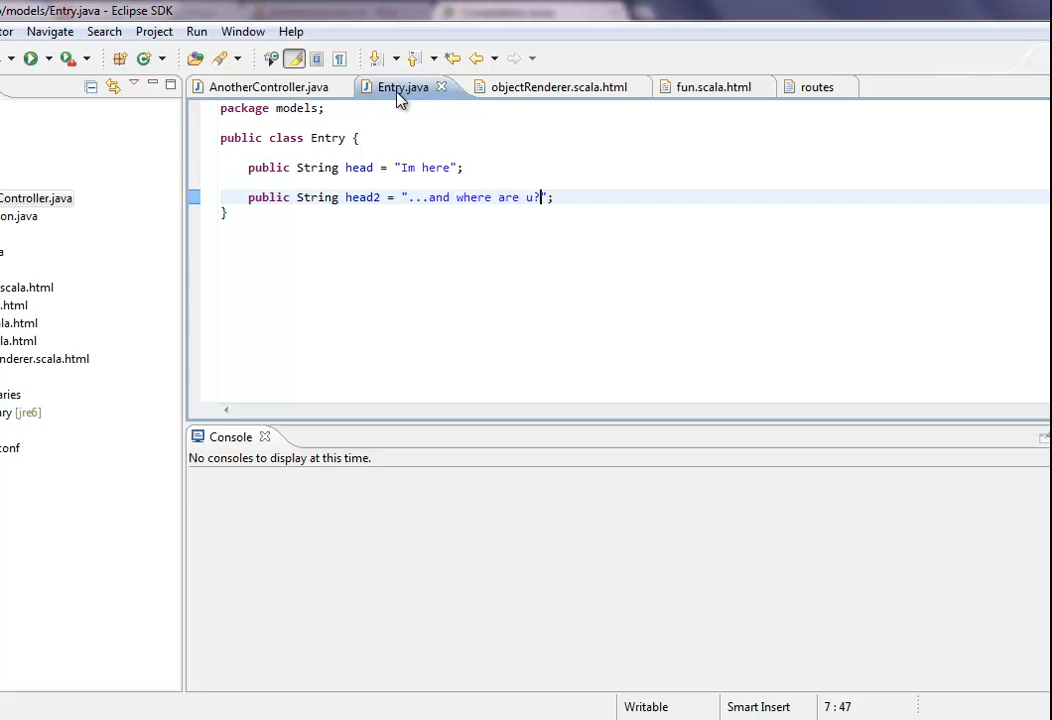 o/models/Entry.java - Eclipse SDK
tor Navigate Search Project Run Window Help
AnotherController.java Entry.java objectRenderer.scala.html fun.scala.html routes
package models;
public class Entry {
public String head = "Im here";
Controller.java
public String head2 = "...and where are u?";
on.java
}
a
scala.html
.html
la.html
la.html
nderer.scala.html
aries
ry [jre6]
conf
Console
No consoles to display at this time.
Writable Smart Insert 7 : 47